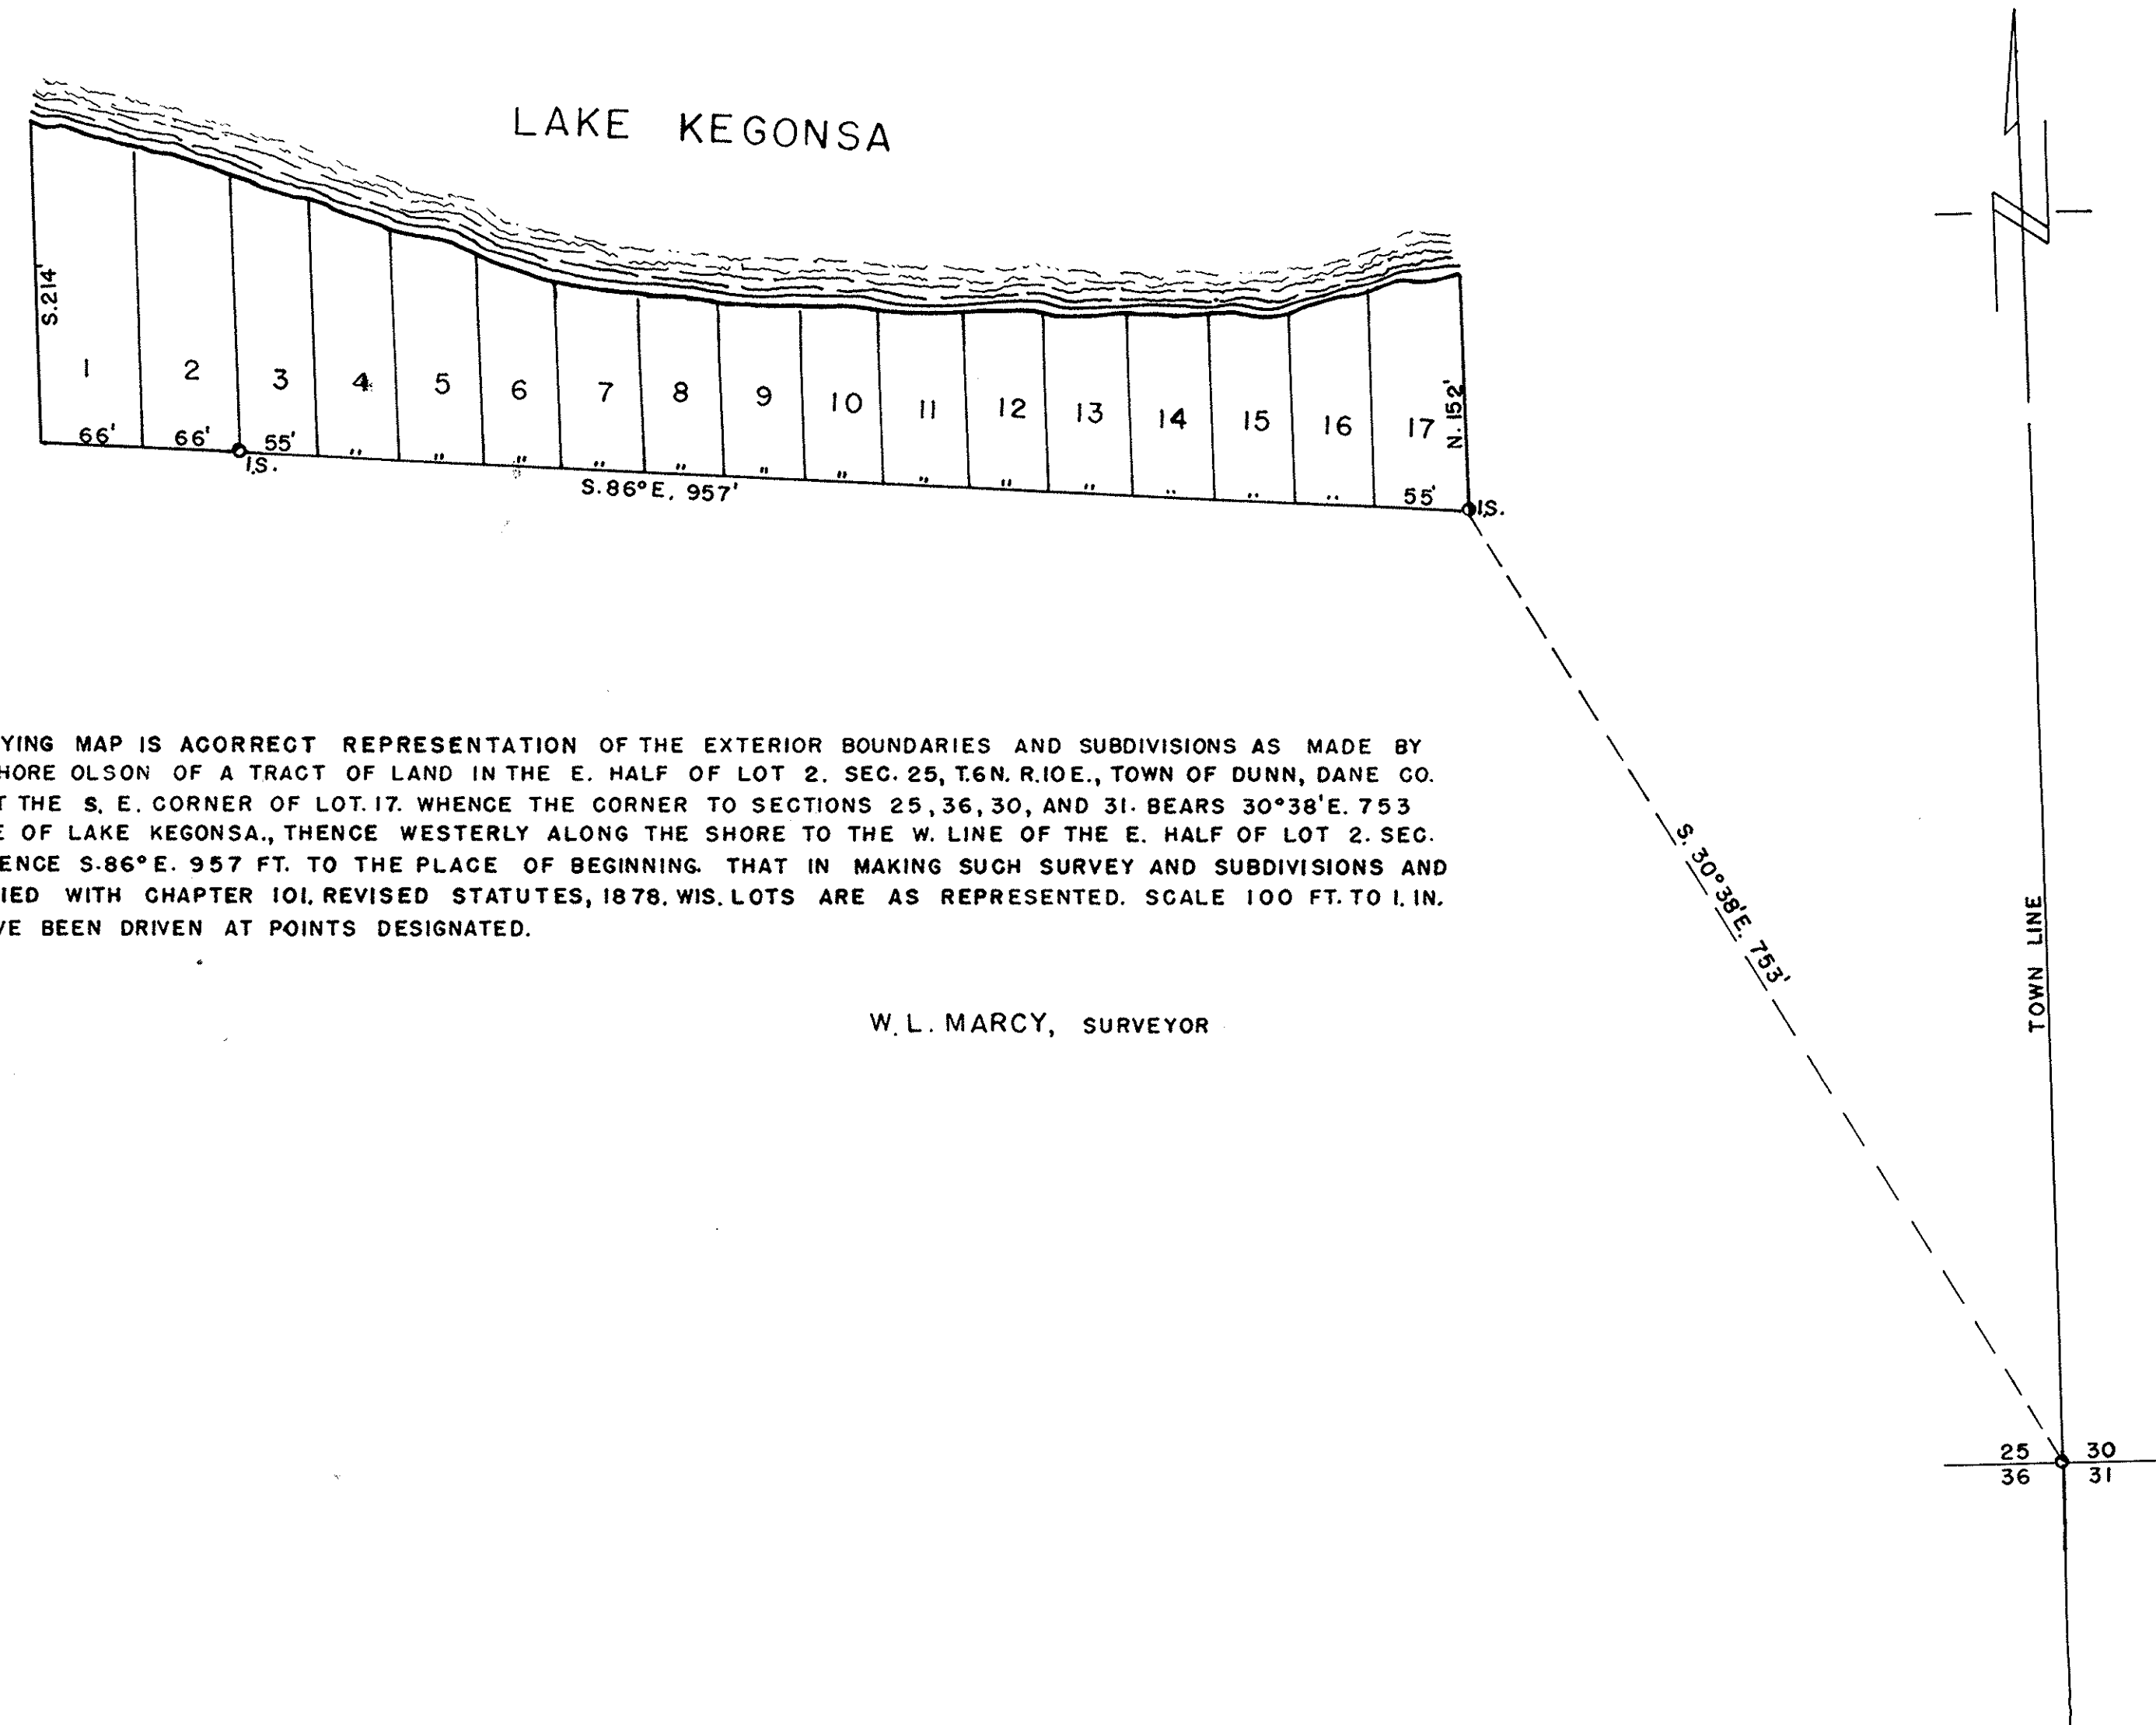 LAKE KEGONSA
S.214'
1 2 3 4 5 6 7 8 9 10 11 12 13 14 15 16 17
N. 152'
66' 66' 55' " " " " " " " " " " " " " 55'
I.S.
I.S.
S.86°E. 957'
YING MAP IS ACORRECT REPRESENTATION OF THE EXTERIOR BOUNDARIES AND SUBDIVISIONS AS MADE BY
HORE OLSON OF A TRACT OF LAND IN THE E. HALF OF LOT 2. SEC. 25, T.6N. R.10E., TOWN OF DUNN, DANE CO.
T THE S. E. CORNER OF LOT. 17. WHENCE THE CORNER TO SECTIONS 25, 36, 30, AND 31. BEARS 30°38'E. 753
E OF LAKE KEGONSA., THENCE WESTERLY ALONG THE SHORE TO THE W. LINE OF THE E. HALF OF LOT 2. SEC.
ENCE S.86°E. 957 FT. TO THE PLACE OF BEGINNING. THAT IN MAKING SUCH SURVEY AND SUBDIVISIONS AND
IED WITH CHAPTER 101. REVISED STATUTES, 1878. WIS. LOTS ARE AS REPRESENTED. SCALE 100 FT. TO 1. IN.
VE BEEN DRIVEN AT POINTS DESIGNATED.
W. L. MARCY, SURVEYOR
S. 30°38'E. 753'
TOWN LINE
25 30
36 31
N